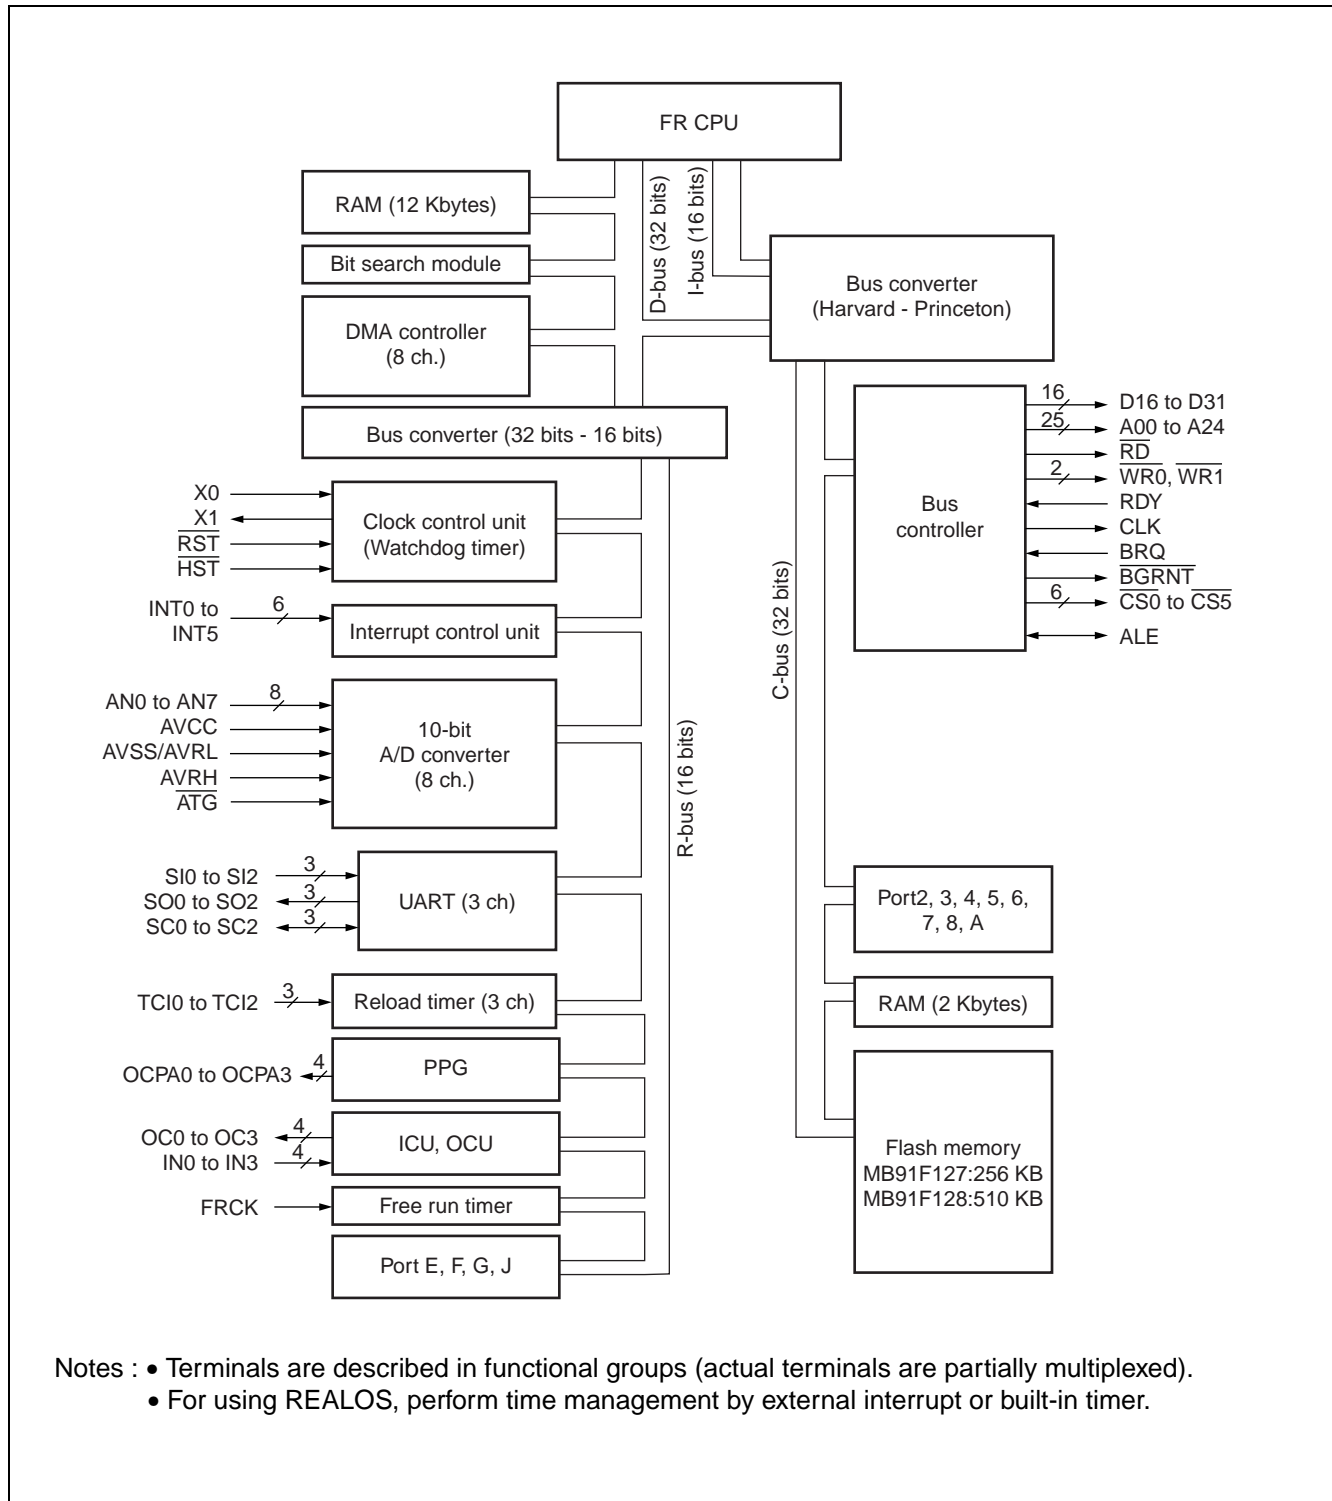 FR CPU
RAM (12 Kbytes)
Bit search module
DMA controller
(8 ch.)
D-bus (32 bits)
I-bus (16 bits)
Bus converter
(Harvard - Princeton)
Bus converter (32 bits - 16 bits)
X0
X1
RST
HST
Clock control unit
(Watchdog timer)
INT0 to
INT5
6
Interrupt control unit
AN0 to AN7
8
AVCC
AVSS/AVRL
AVRH
ATG
10-bit
A/D converter
(8 ch.)
SI0 to SI2
3
SO0 to SO2
3
SC0 to SC2
3
UART (3 ch)
TCI0 to TCI2
3
Reload timer (3 ch)
OCPA0 to OCPA3
4
PPG
OC0 to OC3
4
IN0 to IN3
4
ICU, OCU
FRCK
Free run timer
Port E, F, G, J
R-bus (16 bits)
C-bus (32 bits)
Bus
controller
16
D16 to D31
25
A00 to A24
RD
2
WR0, WR1
RDY
CLK
BRQ
BGRNT
6
CS0 to CS5
ALE
Port2, 3, 4, 5, 6,
7, 8, A
RAM (2 Kbytes)
Flash memory
MB91F127:256 KB
MB91F128:510 KB
Notes : • Terminals are described in functional groups (actual terminals are partially multiplexed).
• For using REALOS, perform time management by external interrupt or built-in timer.